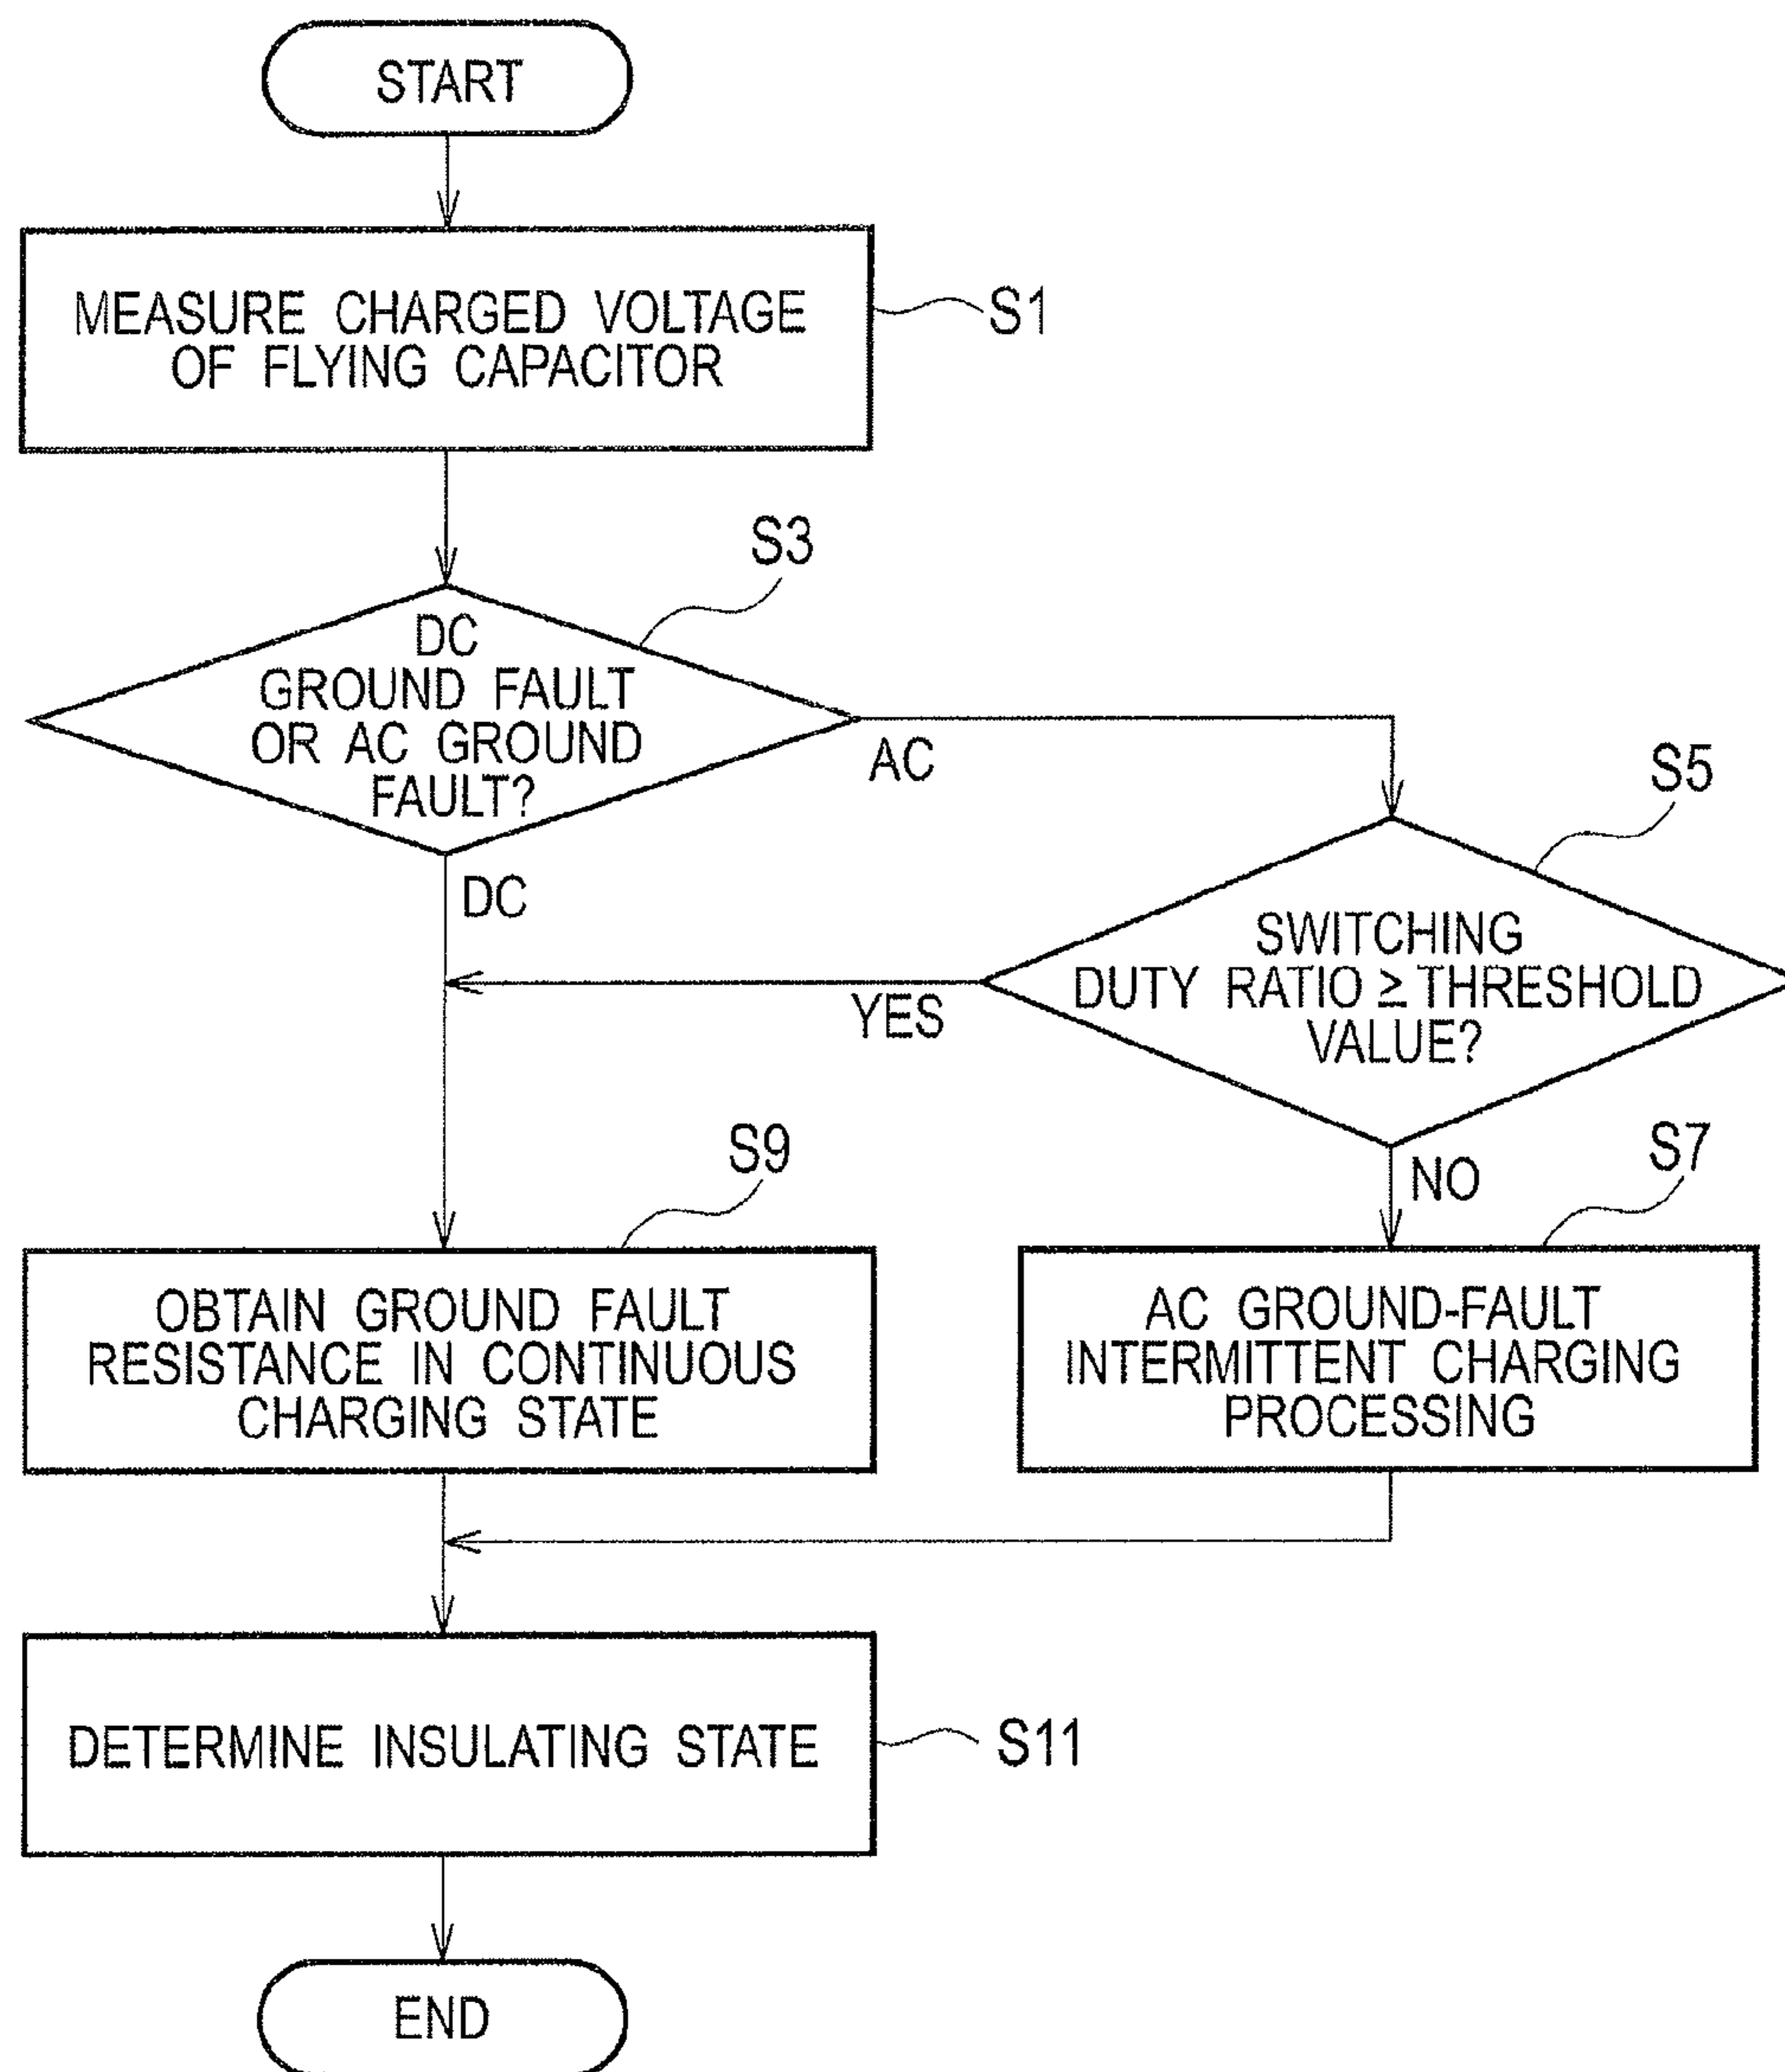 START
MEASURE CHARGED VOLTAGE
OF FLYING CAPACITOR
S1
S3
DC
GROUND FAULT
OR AC GROUND
FAULT?
AC
DC
S5
SWITCHING
DUTY RATIO ≥ THRESHOLD
VALUE?
YES
NO
S9
OBTAIN GROUND FAULT
RESISTANCE IN CONTINUOUS
CHARGING STATE
S7
AC GROUND-FAULT
INTERMITTENT CHARGING
PROCESSING
DETERMINE INSULATING STATE
S11
END